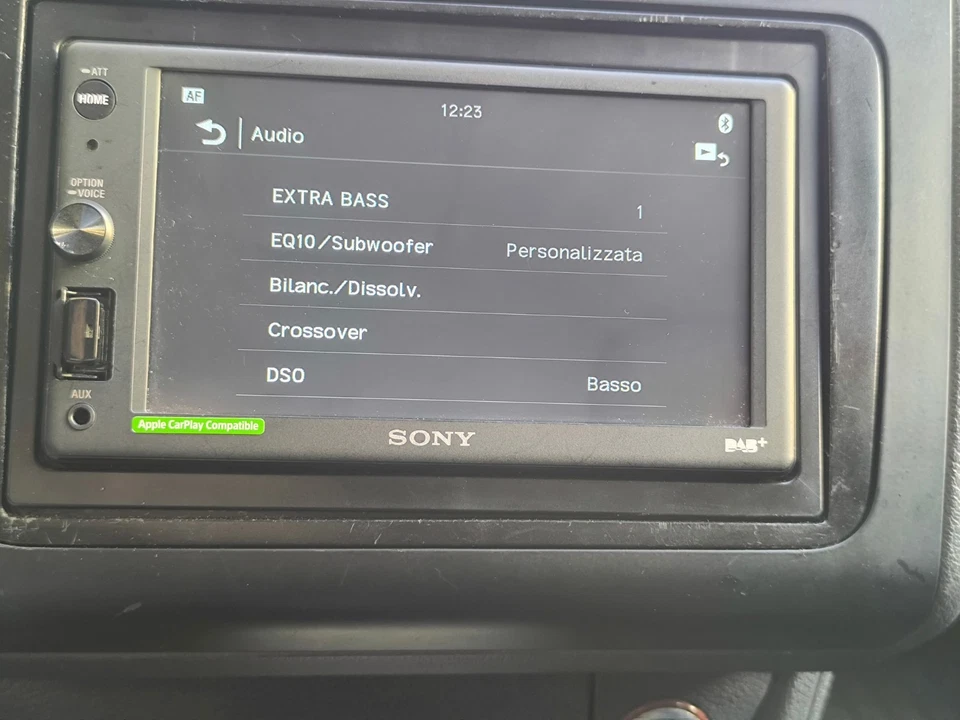 ATT
HOME
AF
12:23
Audio
OPTION
VOICE
EXTRA BASS 1
EQ10/Subwoofer Personalizzata
Bilanc./Dissolv.
Crossover
DSO Basso
AUX
Apple CarPlay Compatible
SONY
DAB+